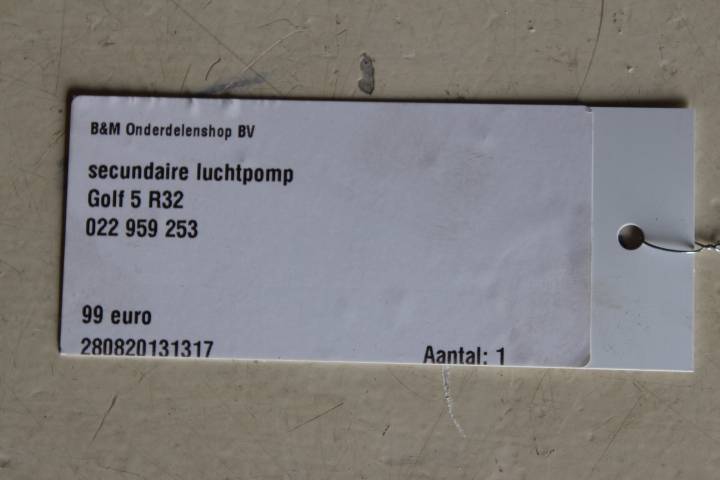 B&M Onderdelenshop BV
secundaire luchtpomp
Golf 5 R32
022 959 253
99 euro
280820131317 Aantal: 1